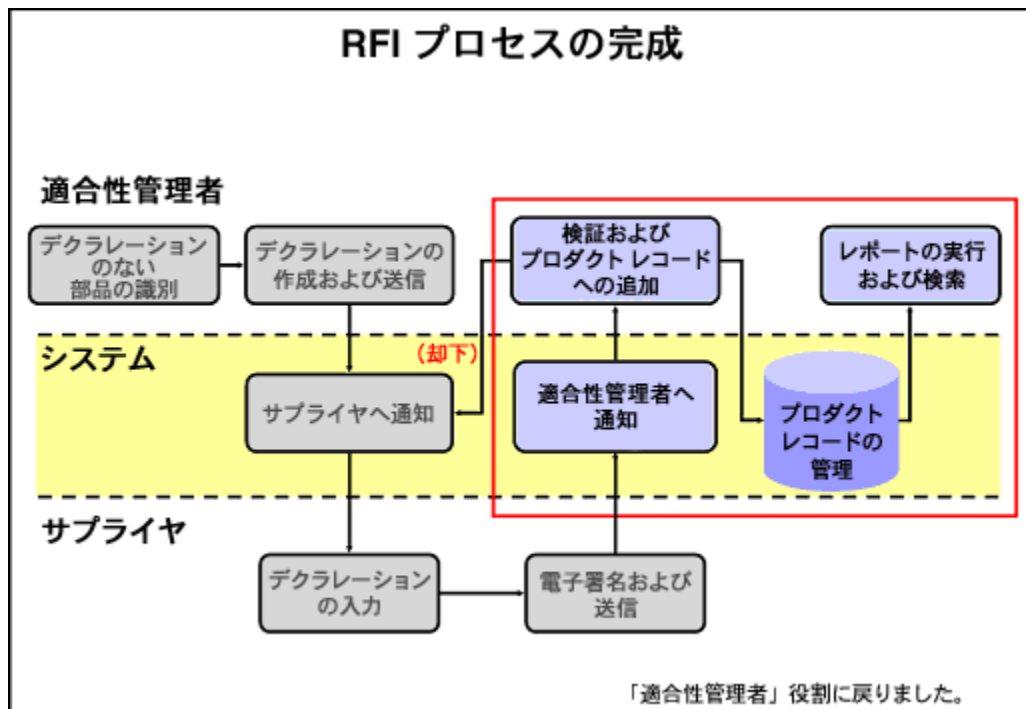 RFI プロセスの完成
適合性管理者
デクラレーション
のない
部品の識別
デクラレーションの
作成および送信
検証および
プロダクト レコード
への追加
レポートの実行
および検索
システム
（却下）
サプライヤへ通知
適合性管理者へ
通知
プロダクト
レコードの
管理
サプライヤ
デクラレーション
の入力
電子署名および
送信
「適合性管理者」役割に戻りました。